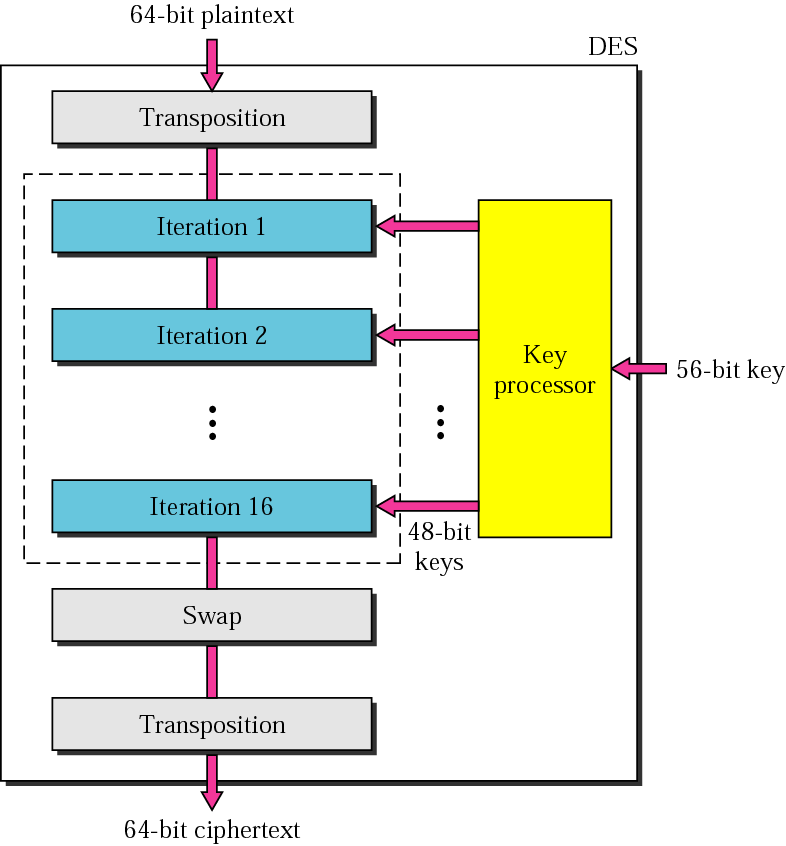 64-bit plaintext
DES
Transposition
Iteration 1
Iteration 2
Key
processor
56-bit key
Iteration 16
48-bit
keys
Swap
Transposition
64-bit ciphertext